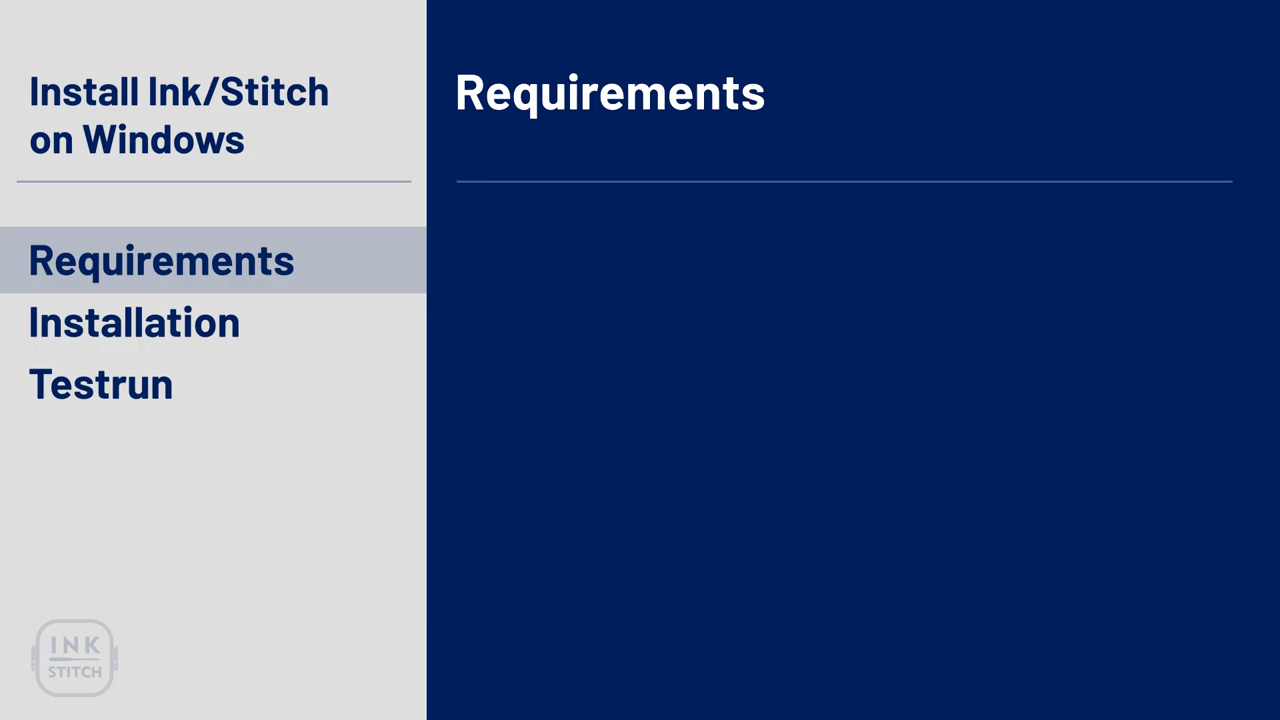 Install Ink/Stitch
on Windows
Requirements
Installation
Testrun
INK
STITCH
Requirements